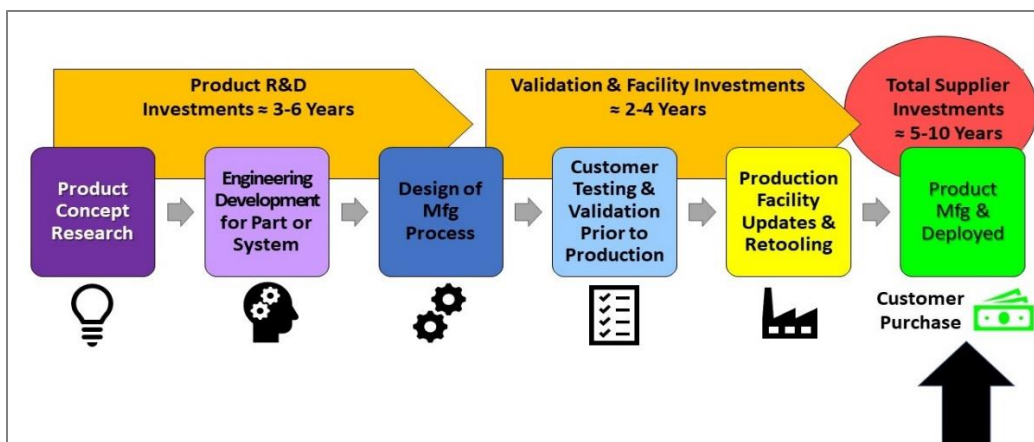 Product R&D
Investments ≈ 3-6 Years
Validation & Facility Investments
≈ 2-4 Years
Total Supplier
Investments
≈ 5-10 Years
Product
Concept
Research
Engineering
Development
for Part or
System
Design of
Mfg
Process
Customer
Testing &
Validation
Prior to
Production
Production
Facility
Updates &
Retooling
Product
Mfg &
Deployed
Customer
Purchase